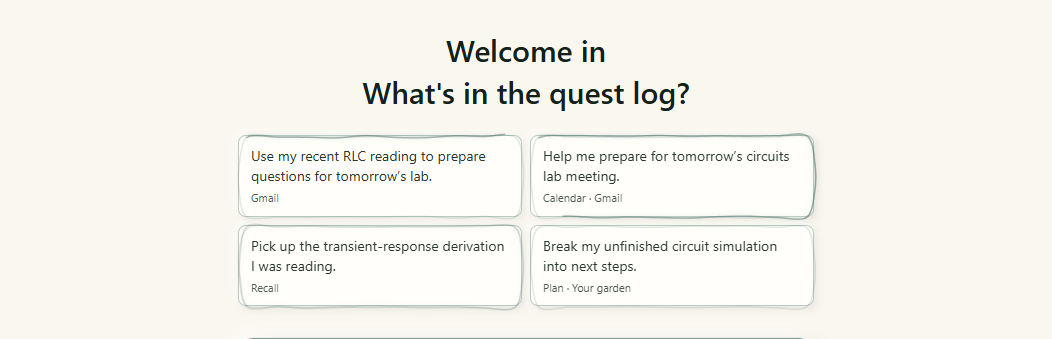 Welcome in
What's in the quest log?
Use my recent RLC reading to prepare
questions for tomorrow’s lab.
Gmail
Help me prepare for tomorrow’s circuits
lab meeting.
Calendar · Gmail
Pick up the transient-response derivation
I was reading.
Recall
Break my unfinished circuit simulation
into next steps.
Plan · Your garden